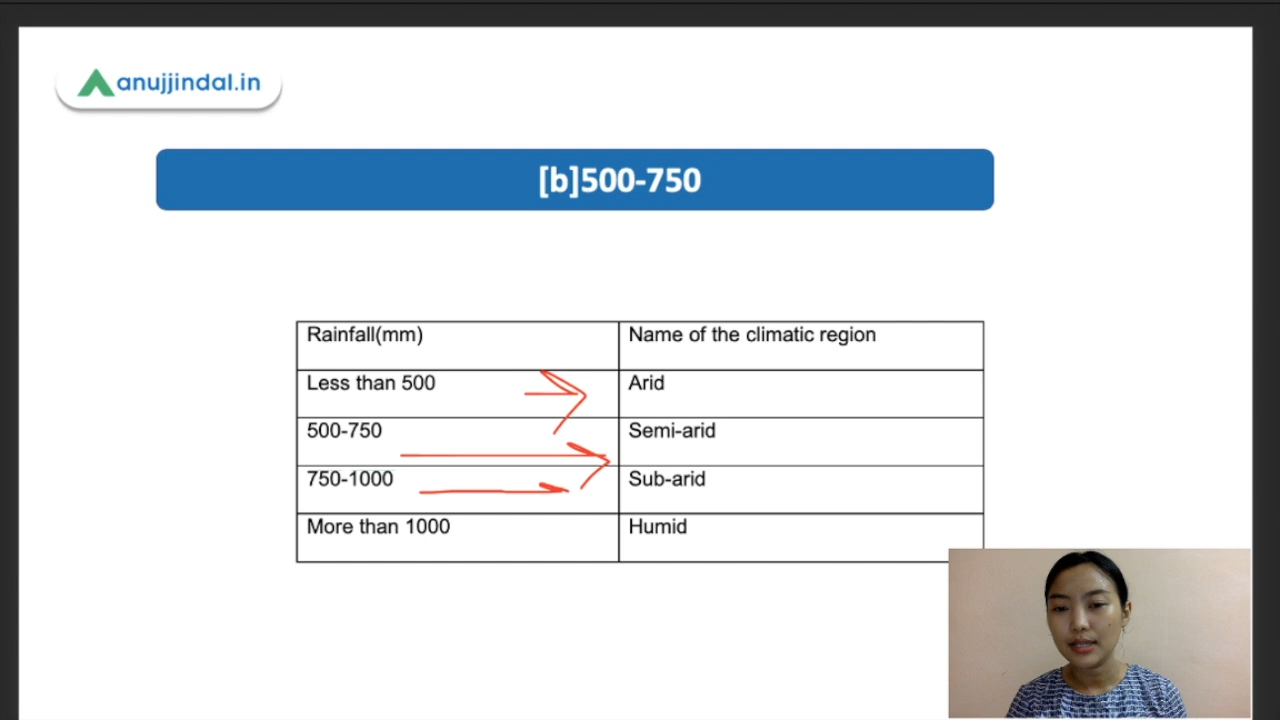 anujjindal.in
[b]500-750
Rainfall(mm) Name of the climatic region
Less than 500 Arid
500-750 Semi-arid
750-1000 Sub-arid
More than 1000 Humid